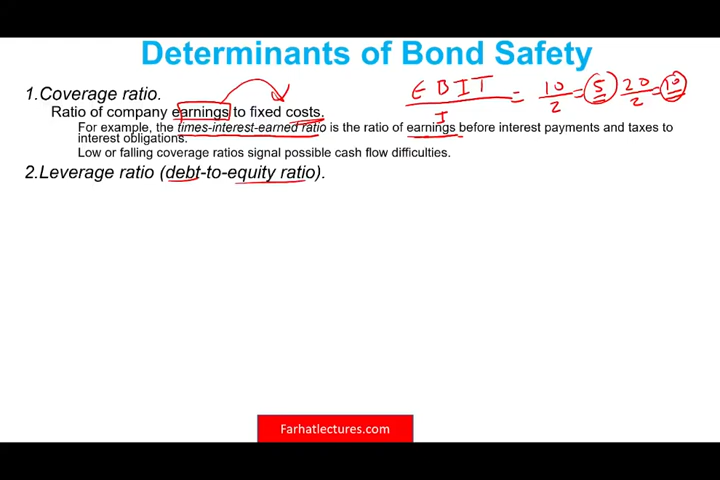 Determinants of Bond Safety
1.Coverage ratio.
Ratio of company earnings to fixed costs.
EBIT / I = 10 / 2 = 5 20 / 2 = 10
For example, the times-interest-earned ratio is the ratio of earnings before interest payments and taxes to
interest obligations.
Low or falling coverage ratios signal possible cash flow difficulties.
2.Leverage ratio (debt-to-equity ratio).
Farhatlectures.com